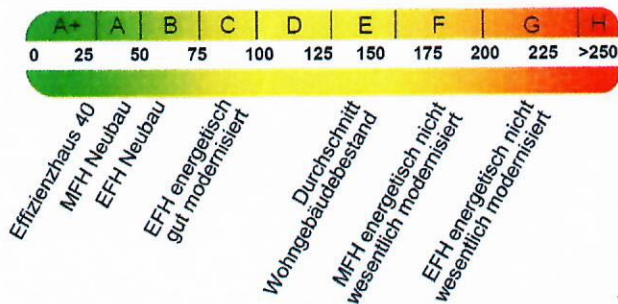 A+ A B C D E F G H
0 25 50 75 100 125 150 175 200 225 >250
Effizienzhaus 40
MFH Neubau
EFH Neubau
EFH energetisch
gut modernisiert
Durchschnitt
Wohngebäudebestand
MFH energetisch nicht
wesentlich modernisiert
EFH energetisch nicht
wesentlich modernisiert